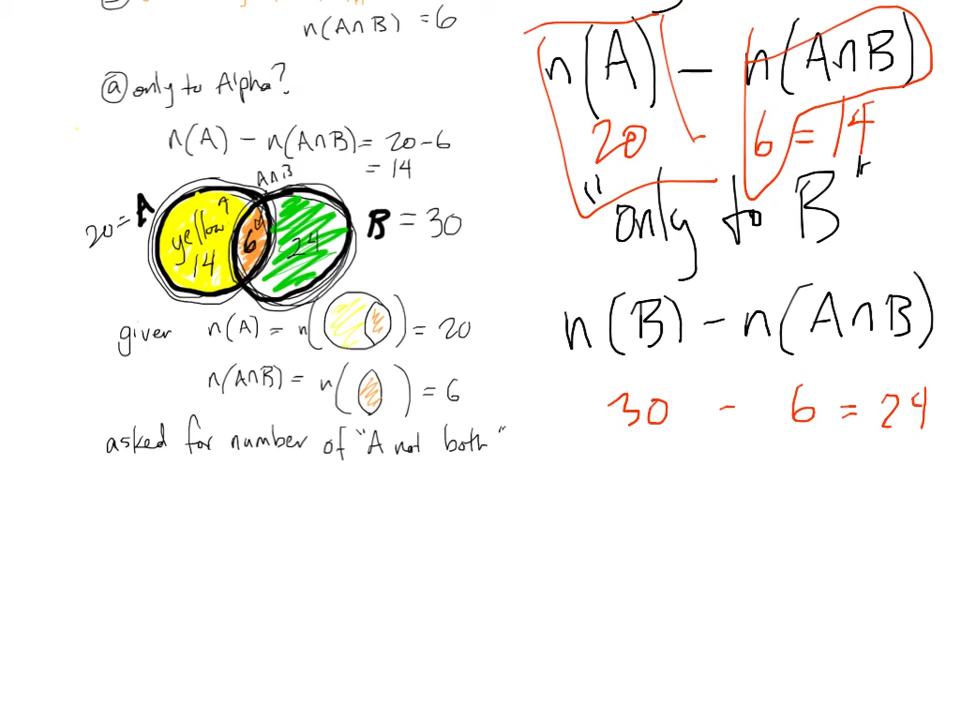 n(A∩B) = 6
ⓐ only to Alpha?
n(A) − n(A∩B) = 20 − 6
= 14
A∩B
20 = A
yellow A
14
6
24
B = 30
given n(A) = n( ) = 20
n(A∩B) = n( ) = 6
asked for number of "A not both"
n(A) − n(A∩B)
20 6 = 14
"only to B"
n(B) − n(A∩B)
30 − 6 = 24